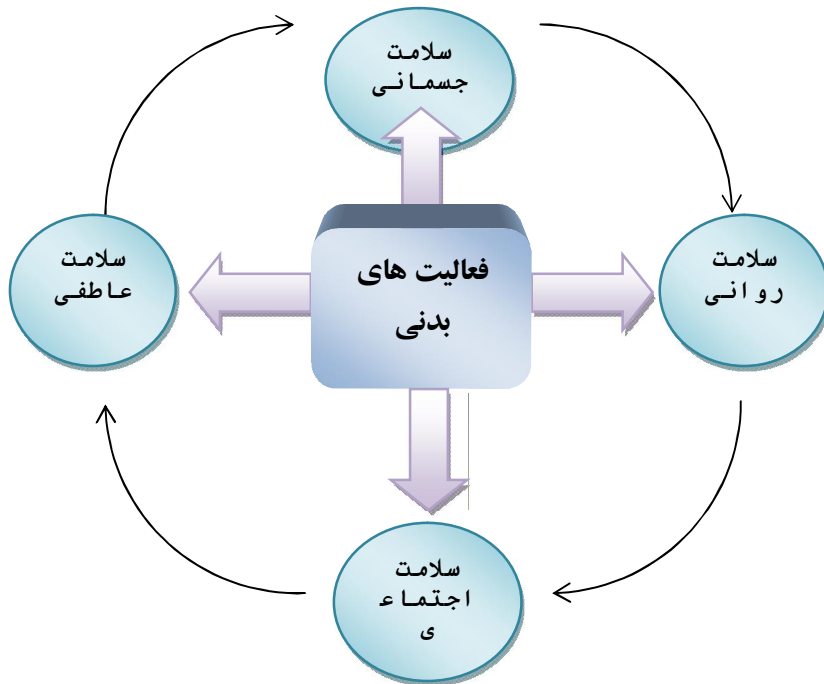 سلامت
جسمانی
سلامت
عاطفی
فعالیت های
بدنی
سلامت
روانی
سلامت
اجتماع
ی